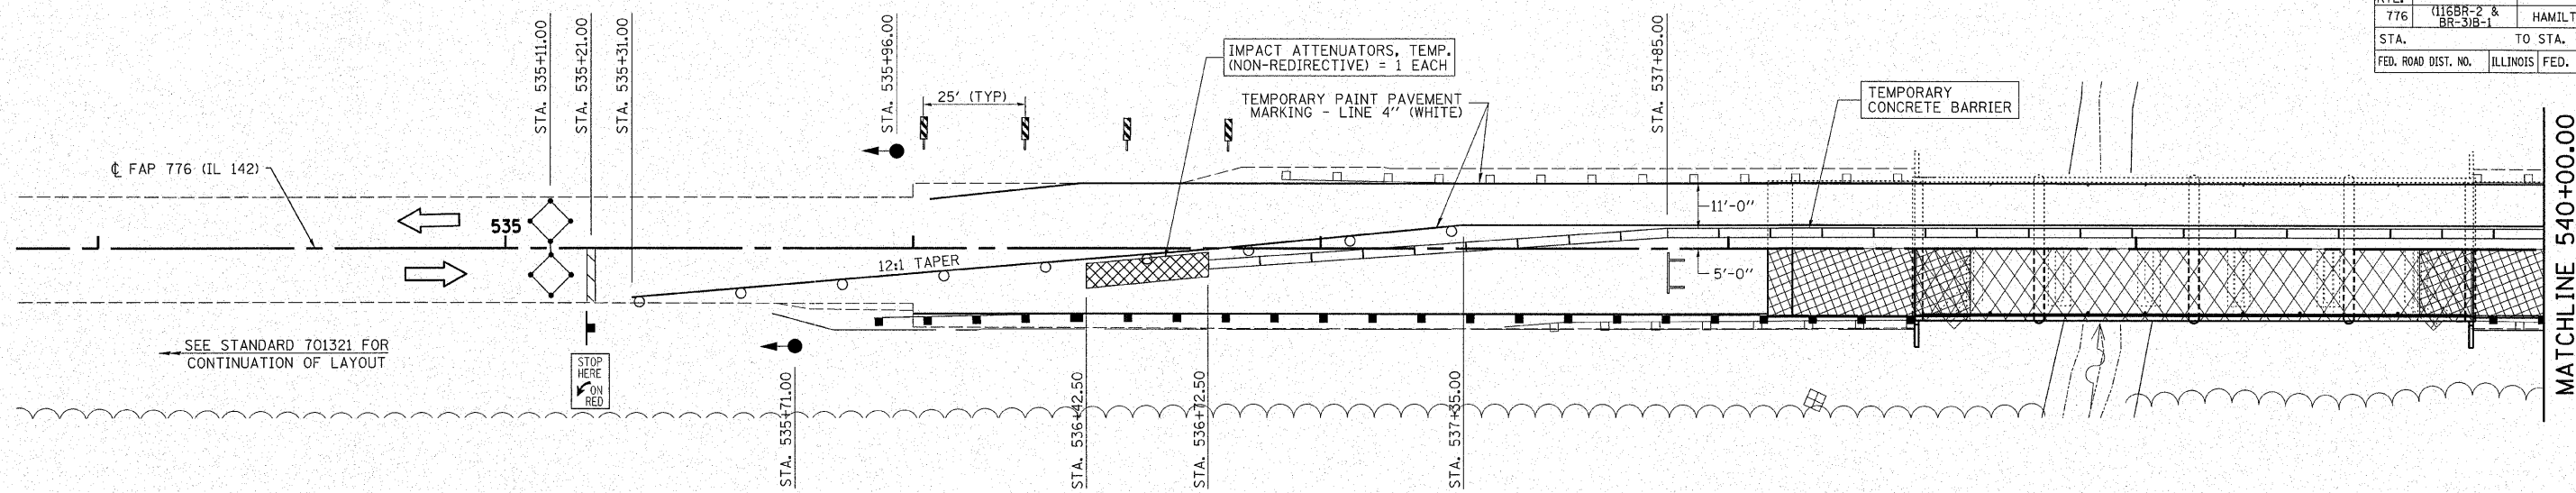 RTE.
776
(116BR-2 &
BR-3)B-1
HAMILT
STA.
TO STA.
FED. ROAD DIST. NO.
ILLINOIS
FED.
STA. 535+11.00
STA. 535+21.00
STA. 535+31.00
STA. 535+96.00
25' (TYP)
IMPACT ATTENUATORS, TEMP.
(NON-REDIRECTIVE) = 1 EACH
TEMPORARY PAINT PAVEMENT
MARKING - LINE 4" (WHITE)
STA. 537+85.00
TEMPORARY
CONCRETE BARRIER
MATCHLINE 540+00.00
℄ FAP 776 (IL 142)
535
11'-0"
12:1 TAPER
5'-0"
SEE STANDARD 701321 FOR
CONTINUATION OF LAYOUT
STOP
HERE
ON
RED
STA. 535+71.00
STA. 536+42.50
STA. 536+72.50
STA. 537+35.00